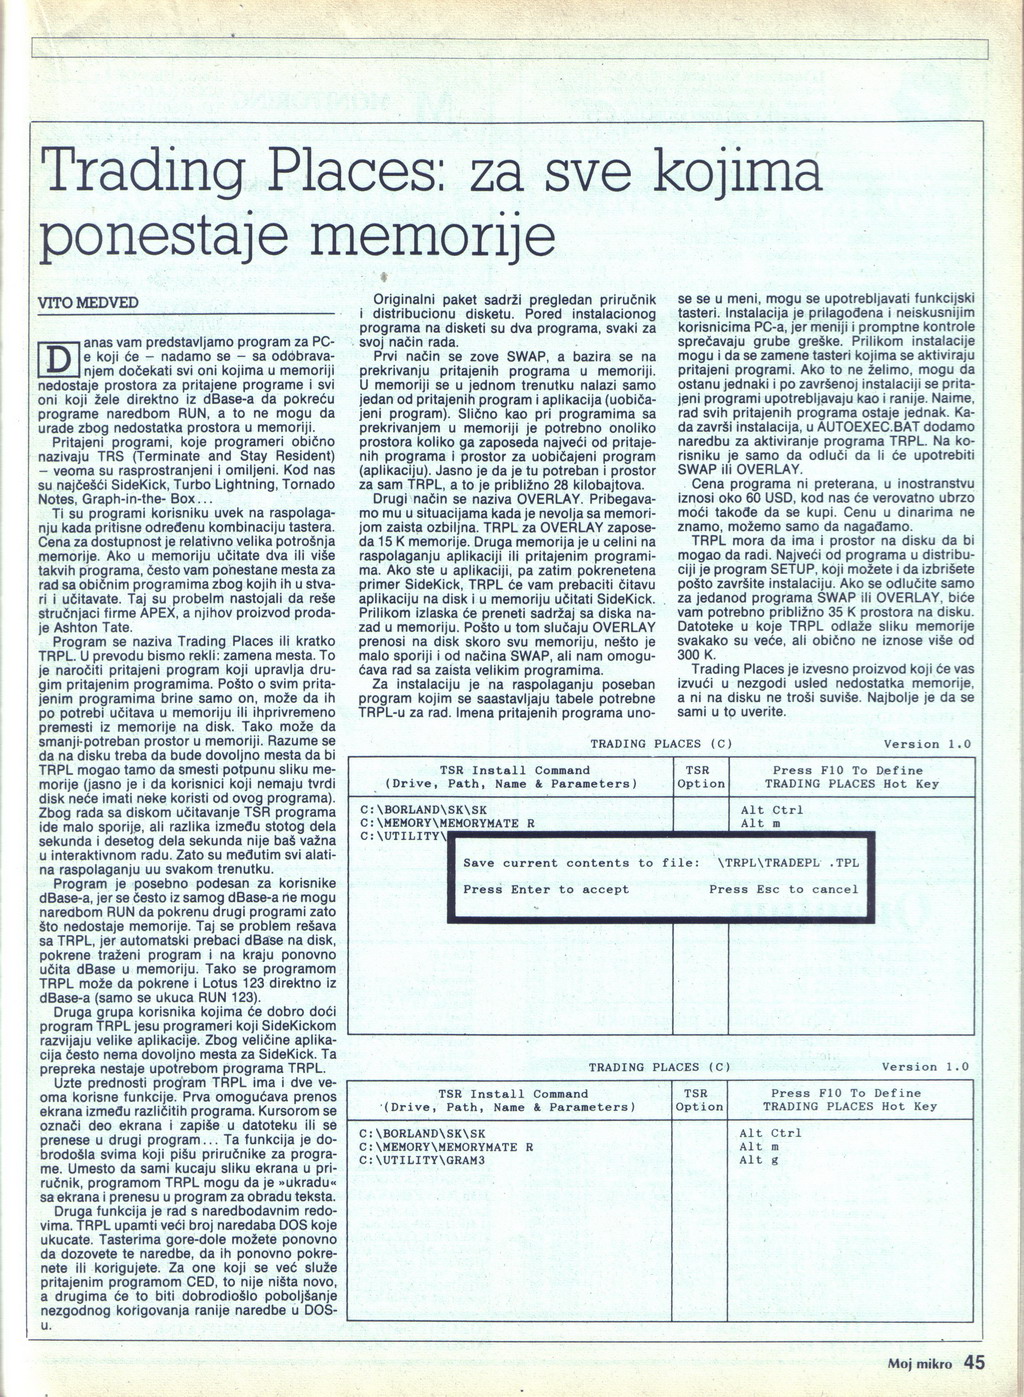 Trading Places: za sve kojima
ponestaje memorije
VITO MEDVED
Danas vam predstavljamo program za PC-
e koji će – nadamo se – sa odobrava-
njem dočekati svi oni kojima u memoriji
nedostaje prostora za pritajene programe i svi
oni koji žele direktno iz dBase-a da pokreću
programe naredbom RUN, a to ne mogu da
urade zbog nedostatka prostora u memoriji.
Pritajeni programi, koje programeri obično
nazivaju TRS (Terminate and Stay Resident)
– veoma su rasprostranjeni i omiljeni. Kod nas
su najčešći SideKick, Turbo Lightning, Tornado
Notes, Graph-in-the- Box...
Ti su programi korisniku uvek na raspolaga-
nju kada pritisne određenu kombinaciju tastera.
Cena za dostupnost je relativno velika potrošnja
memorije. Ako u memoriju učitate dva ili više
takvih programa, često vam ponestane mesta za
rad sa običnim programima zbog kojih ih u stva-
ri i učitavate. Taj su probelm nastojali da reše
stručnjaci firme APEX, a njihov proizvod proda-
je Ashton Tate.
Program se naziva Trading Places ili kratko
TRPL. U prevodu bismo rekli: zamena mesta. To
je naročiti pritajeni program koji upravlja dru-
gim pritajenim programima. Pošto o svim prita-
jenim programima brine samo on, može da ih
po potrebi učitava u memoriju ili ihprivremeno
premesti iz memorije na disk. Tako može da
smanji potreban prostor u memoriji. Razume se
da na disku treba da bude dovoljno mesta da bi
TRPL mogao tamo da smesti potpunu sliku me-
morije (jasno je i da korisnici koji nemaju tvrdi
disk neće imati neke koristi od ovog programa).
Zbog rada sa diskom učitavanje TSR programa
ide malo sporije, ali razlika između stotog dela
sekunda i desetog dela sekunda nije baš važna
u interaktivnom radu. Zato su međutim svi alati-
na raspolaganju uu svakom trenutku.
Program je posebno podesan za korisnike
dBase-a, jer se često iz samog dBase-a ne mogu
naredbom RUN da pokrenu drugi programi zato
što nedostaje memorije. Taj se problem rešava
sa TRPL, jer automatski prebaci dBase na disk,
pokrene traženi program i na kraju ponovno
učita dBase u memoriju. Tako se programom
TRPL može da pokrene i Lotus 123 direktno iz
dBase-a (samo se ukuca RUN 123).
Druga grupa korisnika kojima će dobro doći
program TRPL jesu programeri koji SideKickom
razvijaju velike aplikacije. Zbog veličine aplika-
cija često nema dovoljno mesta za SideKick. Ta
prepreka nestaje upotrebom programa TRPL.
Uzte prednosti program TRPL ima i dve ve-
oma korisne funkcije. Prva omogućava prenos
ekrana između različitih programa. Kursorom se
označi deo ekrana i zapiše u datoteku ili se
prenese u drugi program... Ta funkcija je do-
brodošla svima koji pišu priručnike za progra-
me. Umesto da sami kucaju sliku ekrana u pri-
ručnik, programom TRPL mogu da je »ukradu«
sa ekrana i prenesu u program za obradu teksta.
Druga funkcija je rad s naredbodavnim redo-
vima. TRPL upamti veći broj naredaba DOS koje
ukucate. Tasterima gore-dole možete ponovno
da dozovete te naredbe, da ih ponovno pokre-
nete ili korigujete. Za one koji se već služe
pritajenim programom CED, to nije ništa novo,
a drugima će to biti dobrodiošlo poboljšanje
nezgodnog korigovanja ranije naredbe u DOS-
u.
Originalni paket sadrži pregledan priručnik
i distribucionu disketu. Pored instalacionog
programa na disketi su dva programa, svaki za
svoj način rada.
Prvi način se zove SWAP, a bazira se na
prekrivanju pritajenih programa u memoriji.
U memoriji se u jednom trenutku nalazi samo
jedan od pritajenih program i aplikacija (uobiča-
jeni program). Slično kao pri programima sa
prekrivanjem u memoriji je potrebno onoliko
prostora koliko ga zaposeda najveći od pritaje-
nih programa i prostor za uobičajeni program
(aplikaciju). Jasno je da je tu potreban i prostor
za sam TRPL, a to je približno 28 kilobajtova.
Drugi način se naziva OVERLAY. Pribegava-
mo mu u situacijama kada je nevolja sa memori-
jom zaista ozbiljna. TRPL za OVERLAY zapose-
da 15 K memorije. Druga memorija je u celini na
raspolaganju aplikaciji ili pritajenim programi-
ma. Ako ste u aplikaciji, pa zatim pokrenetena
primer SideKick, TRPL će vam prebaciti čitavu
aplikaciju na disk i u memoriju učitati SideKick.
Prilikom izlaska će preneti sadržaj sa diska na-
zad u memoriju. Pošto u tom slučaju OVERLAY
prenosi na disk skoro svu memoriju, nešto je
malo sporiji i od načina SWAP, ali nam omogu-
ćava rad sa zaista velikim programima.
Za instalaciju je na raspolaganju poseban
program kojim se saastavljaju tabele potrebne
TRPL-u za rad. Imena pritajenih programa uno-
se se u meni, mogu se upotrebljavati funkcijski
tasteri. Instalacija je prilagođena i neiskusnijim
korisnicima PC-a, jer meniji i promptne kontrole
sprečavaju grube greške. Prilikom instalacije
mogu i da se zamene tasteri kojima se aktiviraju
pritajeni programi. Ako to ne želimo, mogu da
ostanu jednaki i po završenoj instalaciji se prita-
jeni programi upotrebljavaju kao i ranije. Naime,
rad svih pritajenih programa ostaje jednak. Ka-
da završi instalacija, u AUTOEXEC.BAT dodamo
naredbu za aktiviranje programa TRPL. Na ko-
risniku je samo da odluči da li će upotrebiti
SWAP ili OVERLAY.
Cena programa ni preterana, u inostranstvu
iznosi oko 60 USD, kod nas će verovatno ubrzo
moći takođe da se kupi. Cenu u dinarima ne
znamo, možemo samo da nagađamo.
TRPL mora da ima i prostor na disku da bi
mogao da radi. Najveći od programa u distribu-
ciji je program SETUP, koji možete i da izbrišete
pošto završite instalaciju. Ako se odlučite samo
za jedanod programa SWAP ili OVERLAY, biće
vam potrebno približno 35 K prostora na disku.
Datoteke u koje TRPL odlaže sliku memorije
svakako su veće, ali obično ne iznose više od
300 K.
Trading Places je izvesno proizvod koji će vas
izvući u nezgodi usled nedostatka memorije,
a ni na disku ne troši suviše. Najbolje je da se
sami u to uverite.
TRADING PLACES (C) Version 1.0
TSR Install Command TSR Press F10 To Define
(Drive, Path, Name & Parameters) Option TRADING PLACES Hot Key
C:\BORLAND\SK\SK Alt Ctrl
C:\MEMORY\MEMORYMATE R Alt m
C:\UTILITY\
Save current contents to file: \TRPL\TRADEPL .TPL
Press Enter to accept Press Esc to cancel
TRADING PLACES (C) Version 1.0
TSR Install Command TSR Press F10 To Define
(Drive, Path, Name & Parameters) Option TRADING PLACES Hot Key
C:\BORLAND\SK\SK Alt Ctrl
C:\MEMORY\MEMORYMATE R Alt m
C:\UTILITY\GRAM3 Alt g
Moj mikro 45